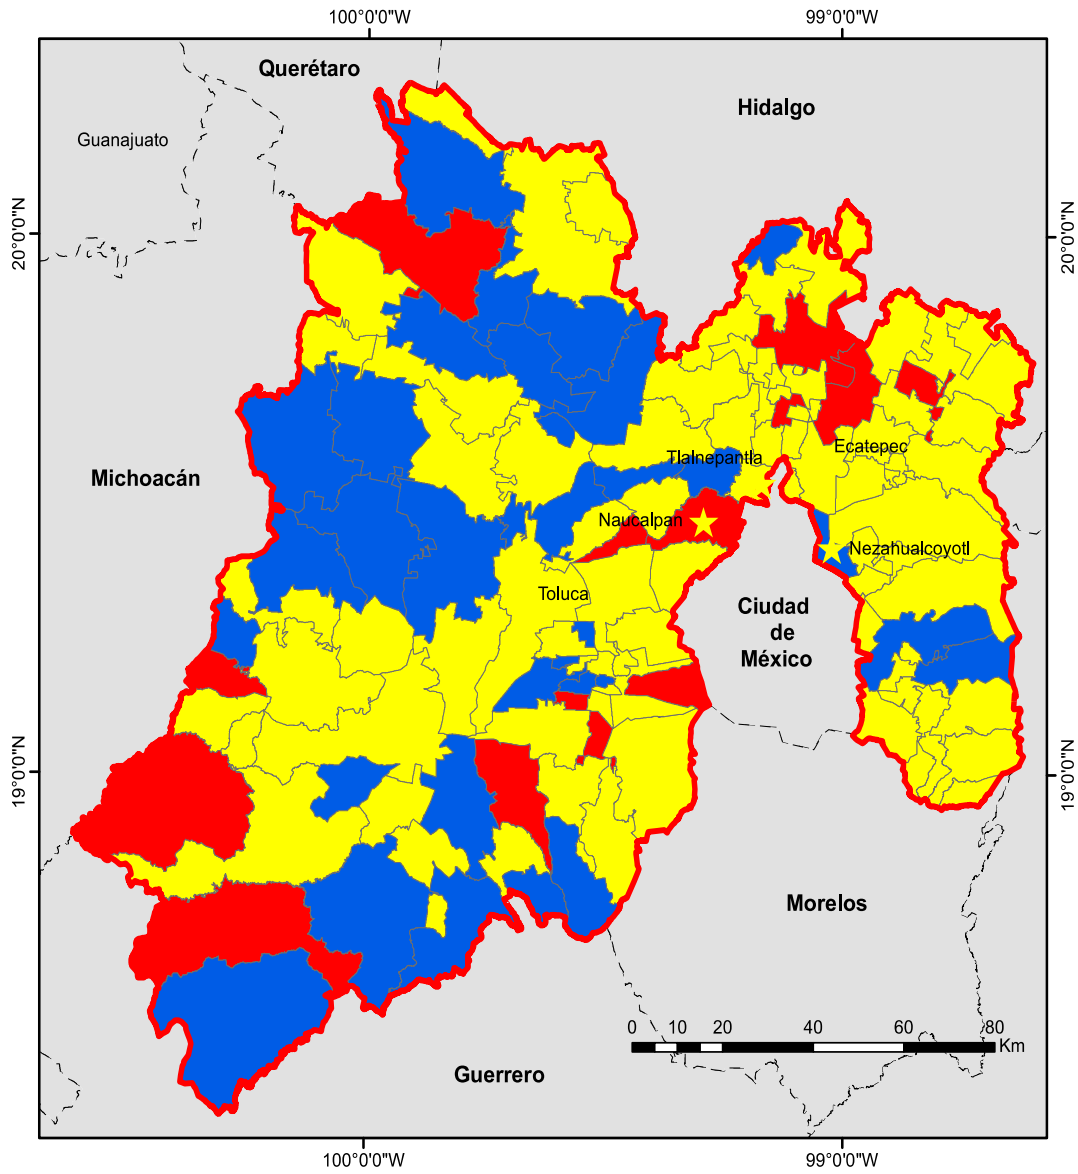 100°0'0"W
99°0'0"W
Querétaro
Hidalgo
Guanajuato
20°0'0"N
20°0'0"N
Michoacán
Ecatepec
Tlalnepantla
Naucalpan
Nezahualcoyotl
Toluca
Ciudad
de
México
19°0'0"N
19°0'0"N
Morelos
0 10 20 40 60 80
Km
Guerrero
100°0'0"W
99°0'0"W